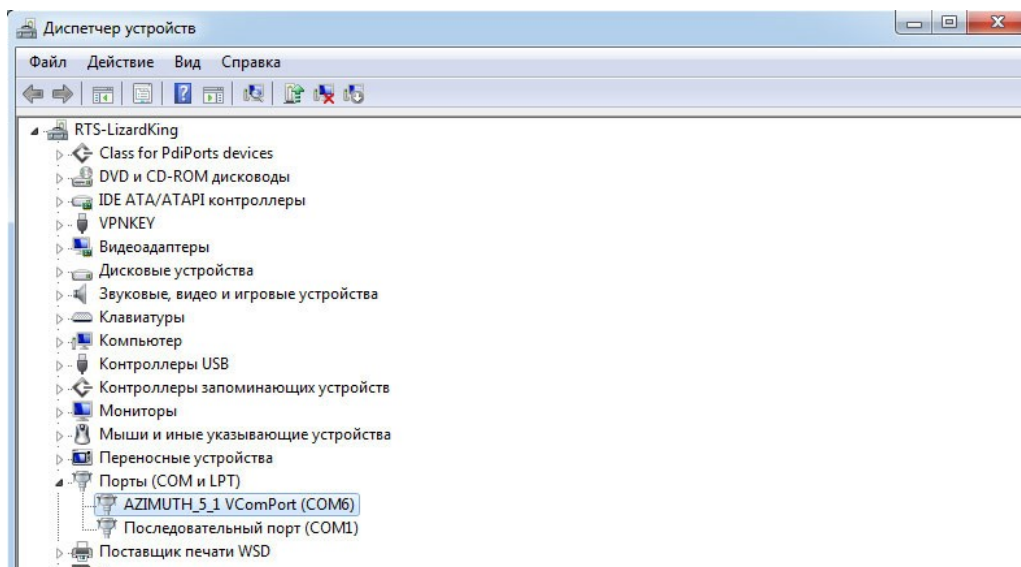 Диспетчер устройств
Файл Действие Вид Справка
RTS-LizardKing
Class for PdiPorts devices
DVD и CD-ROM дисководы
IDE ATA/ATAPI контроллеры
VPNKEY
Видеоадаптеры
Дисковые устройства
Звуковые, видео и игровые устройства
Клавиатуры
Компьютер
Контроллеры USB
Контроллеры запоминающих устройств
Мониторы
Мыши и иные указывающие устройства
Переносные устройства
Порты (COM и LPT)
AZIMUTH_5_1 VComPort (COM6)
Последовательный порт (COM1)
Поставщик печати WSD